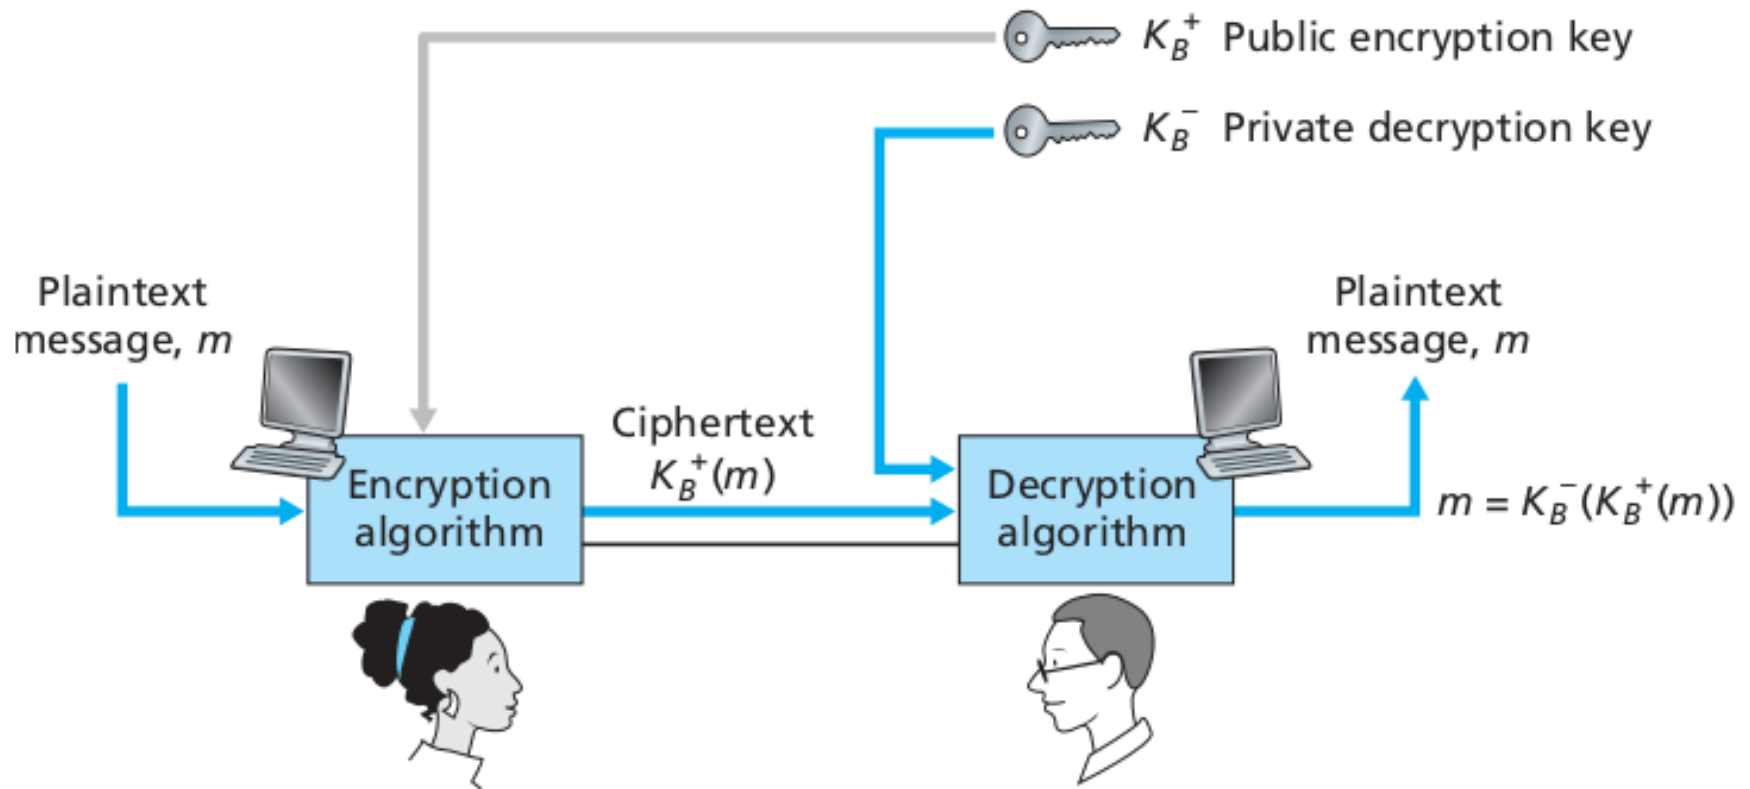 K_B^+ Public encryption key
K_B^- Private decryption key
Plaintext
message, m
Plaintext
message, m
Ciphertext
K_B^+(m)
Encryption
algorithm
Decryption
algorithm
m = K_B^-(K_B^+(m))